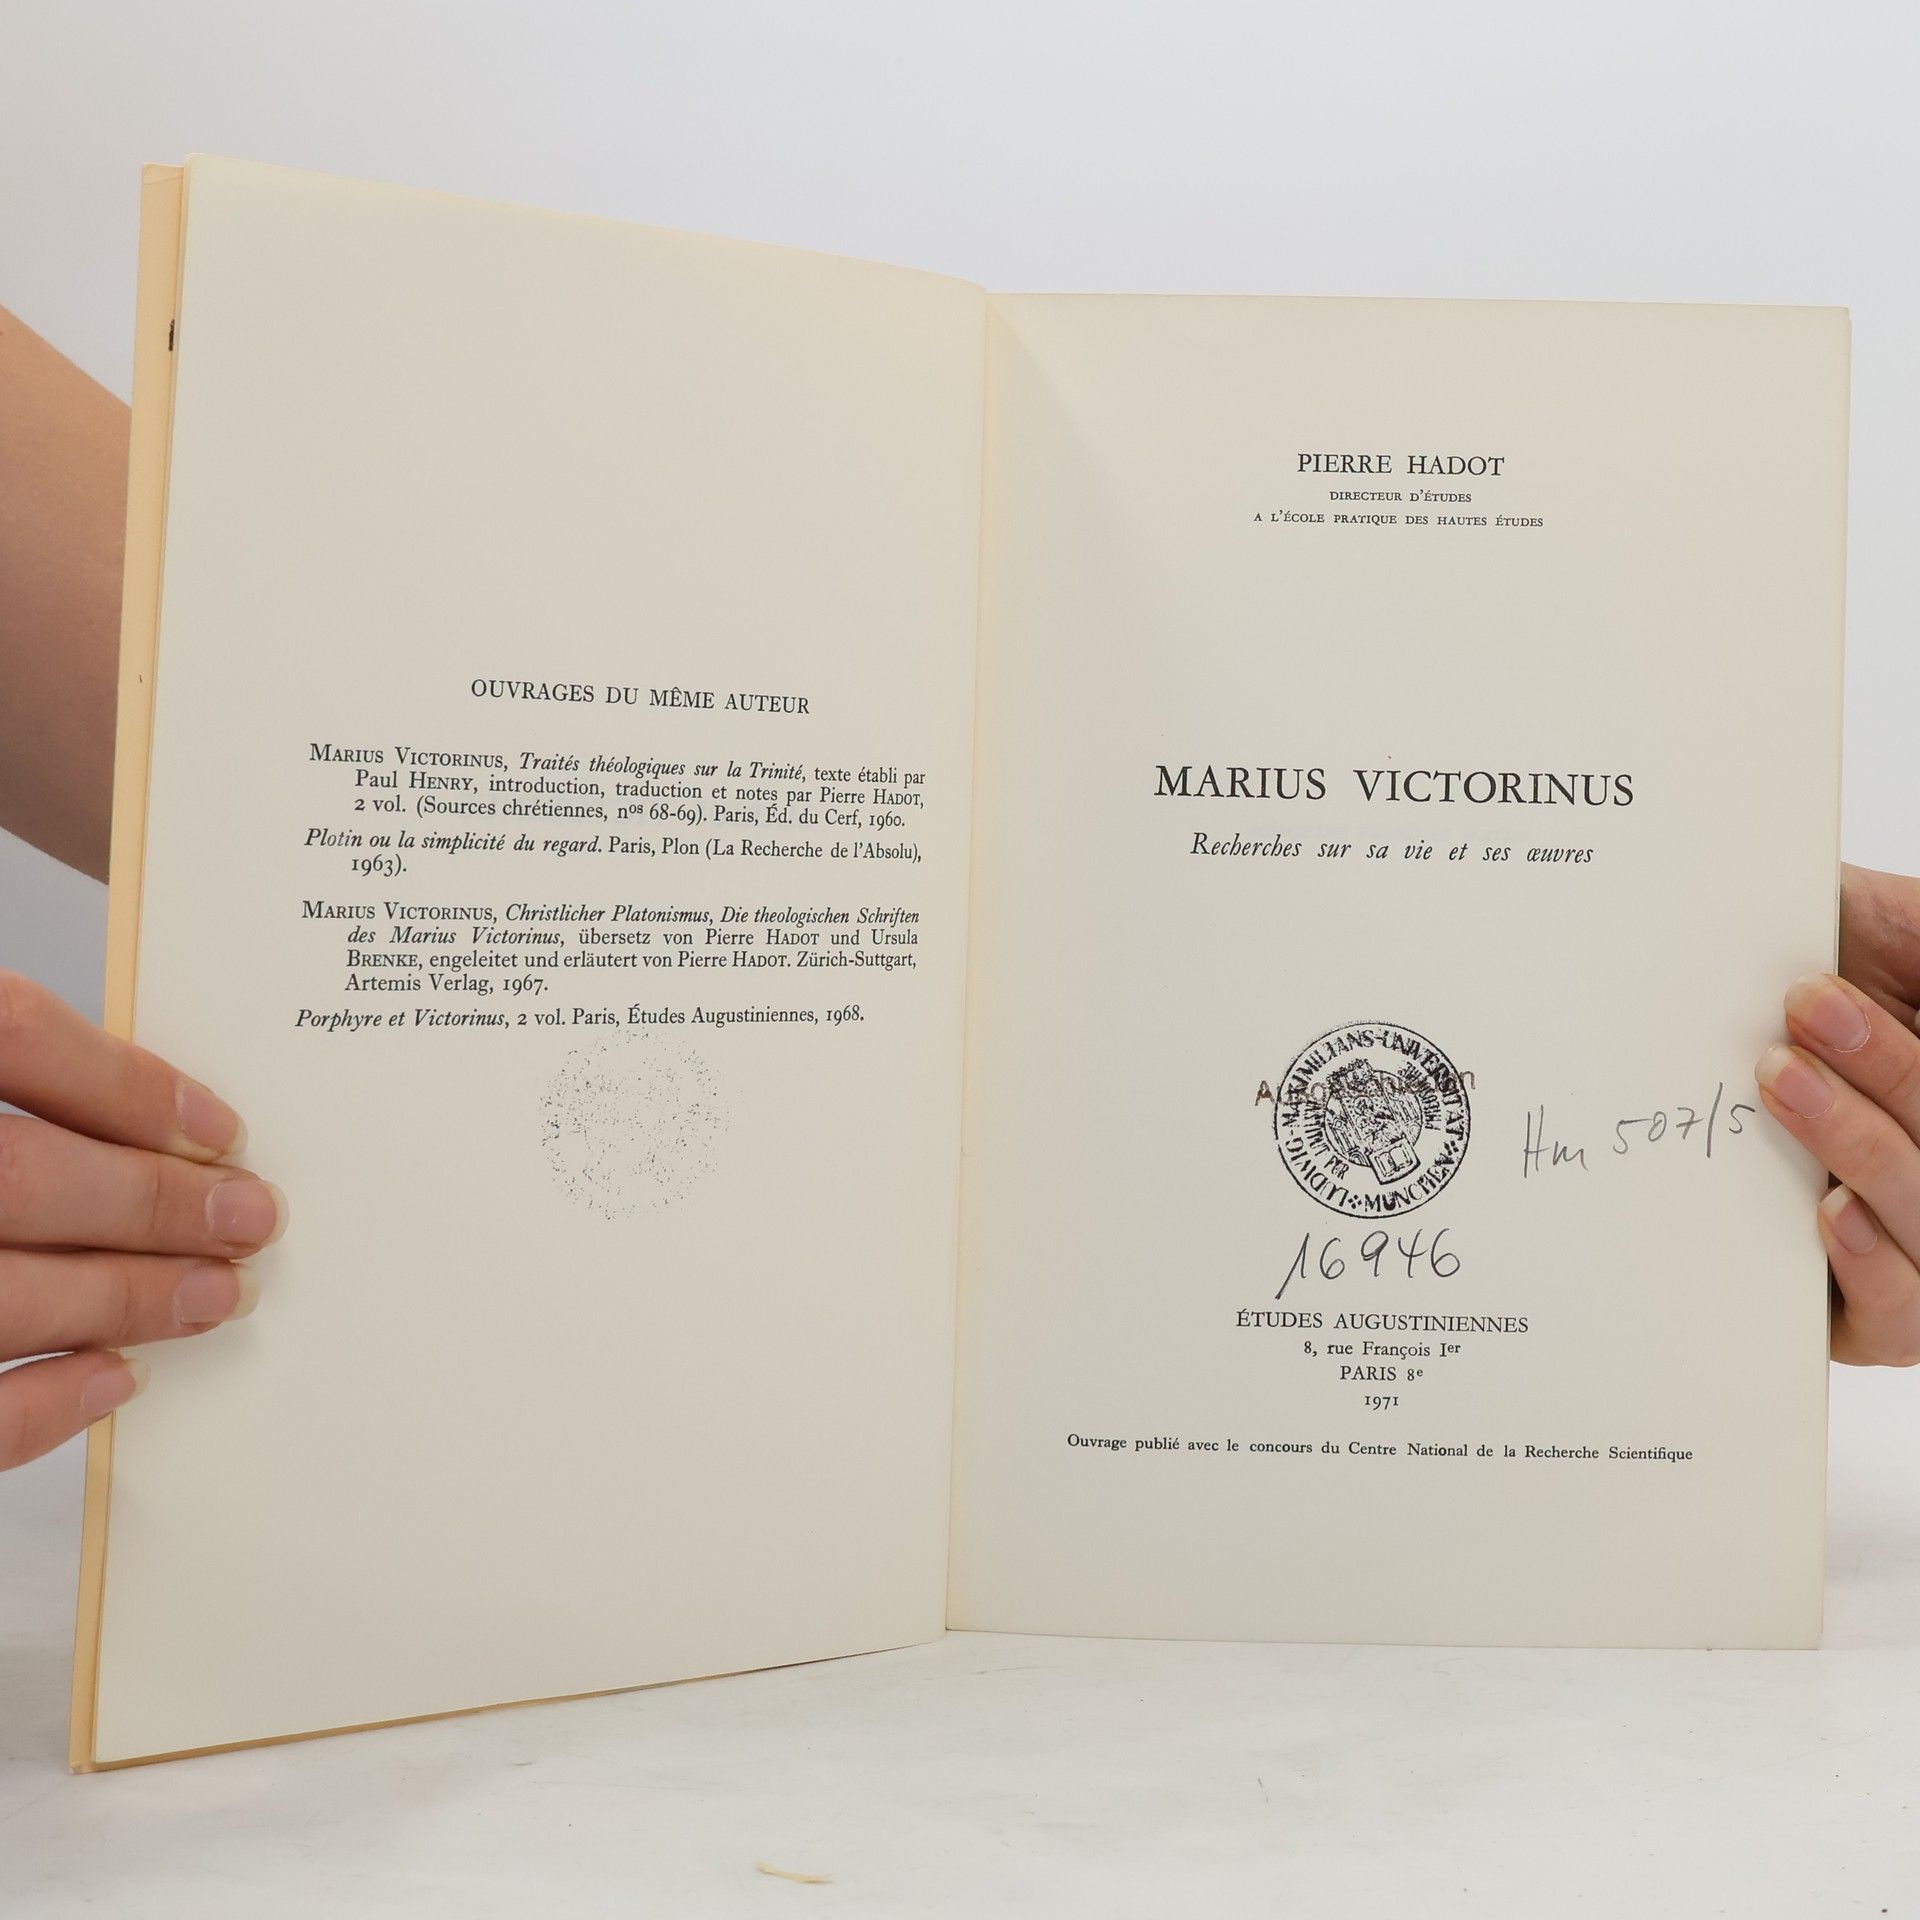 OUVRAGES DU MÊME AUTEUR
MARIUS VICTORINUS, Traités théologiques sur la Trinité, texte établi par
Paul HENRY, introduction, traduction et notes par Pierre HADOT,
2 vol. (Sources chrétiennes, nos 68-69). Paris, Éd. du Cerf, 1960.
Plotin ou la simplicité du regard. Paris, Plon (La Recherche de l'Absolu),
1963).
MARIUS VICTORINUS, Christlicher Platonismus, Die theologischen Schriften
des Marius Victorinus, übersetz von Pierre HADOT und Ursula
BRENKE, engeleitet und erläutert von Pierre HADOT. Zürich-Suttgart,
Artemis Verlag, 1967.
Porphyre et Victorinus, 2 vol. Paris, Études Augustiniennes, 1968.
PIERRE HADOT
DIRECTEUR D'ÉTUDES
A L'ÉCOLE PRATIQUE DES HAUTES ÉTUDES
MARIUS VICTORINUS
Recherches sur sa vie et ses œuvres
LUDWIG-MAXIMILIANS-UNIVERSITÄT MÜNCHEN
Hm 507/5
16946
ÉTUDES AUGUSTINIENNES
8, rue François Ier
PARIS 8e
1971
Ouvrage publié avec le concours du Centre National de la Recherche Scientifique